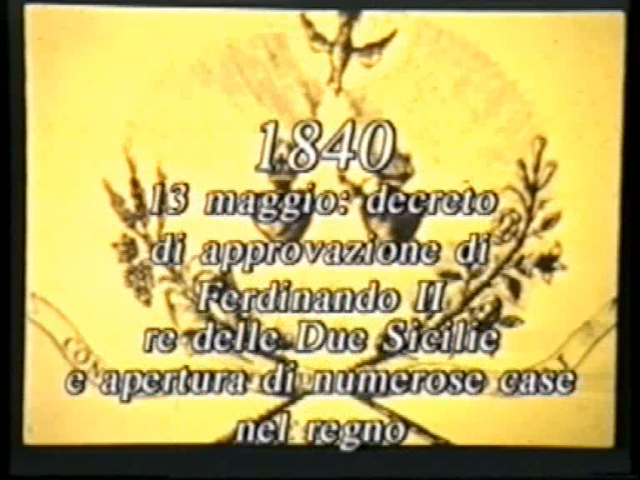 1840
13 maggio: decreto
di approvazione di
Ferdinando II
re delle Due Sicilie
e apertura di numerose case
nel regno